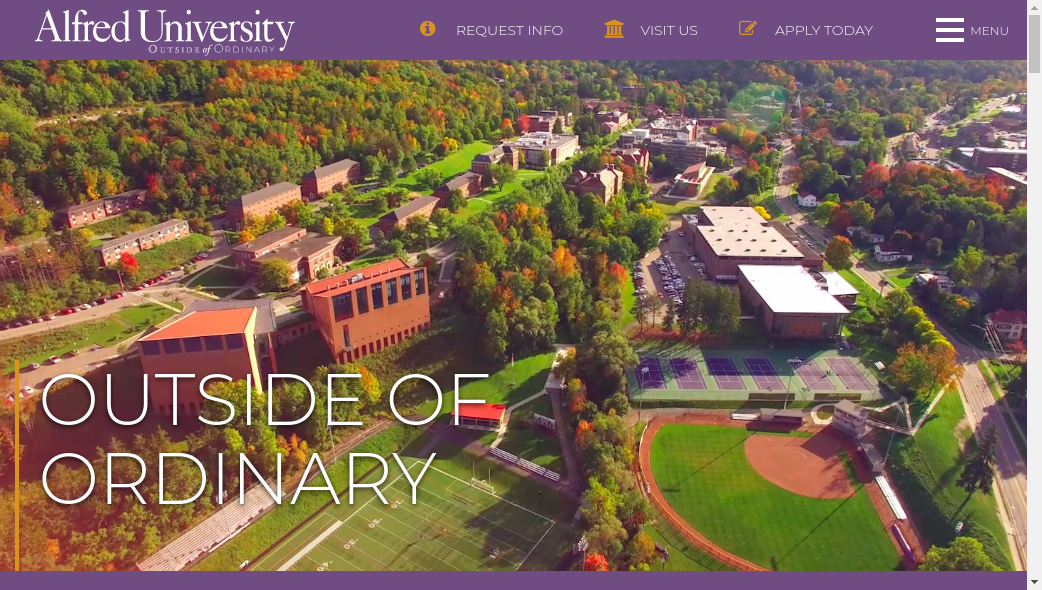 Alfred University
OUTSIDE of ORDINARY
REQUEST INFO
VISIT US
APPLY TODAY
MENU
OUTSIDE OF
ORDINARY